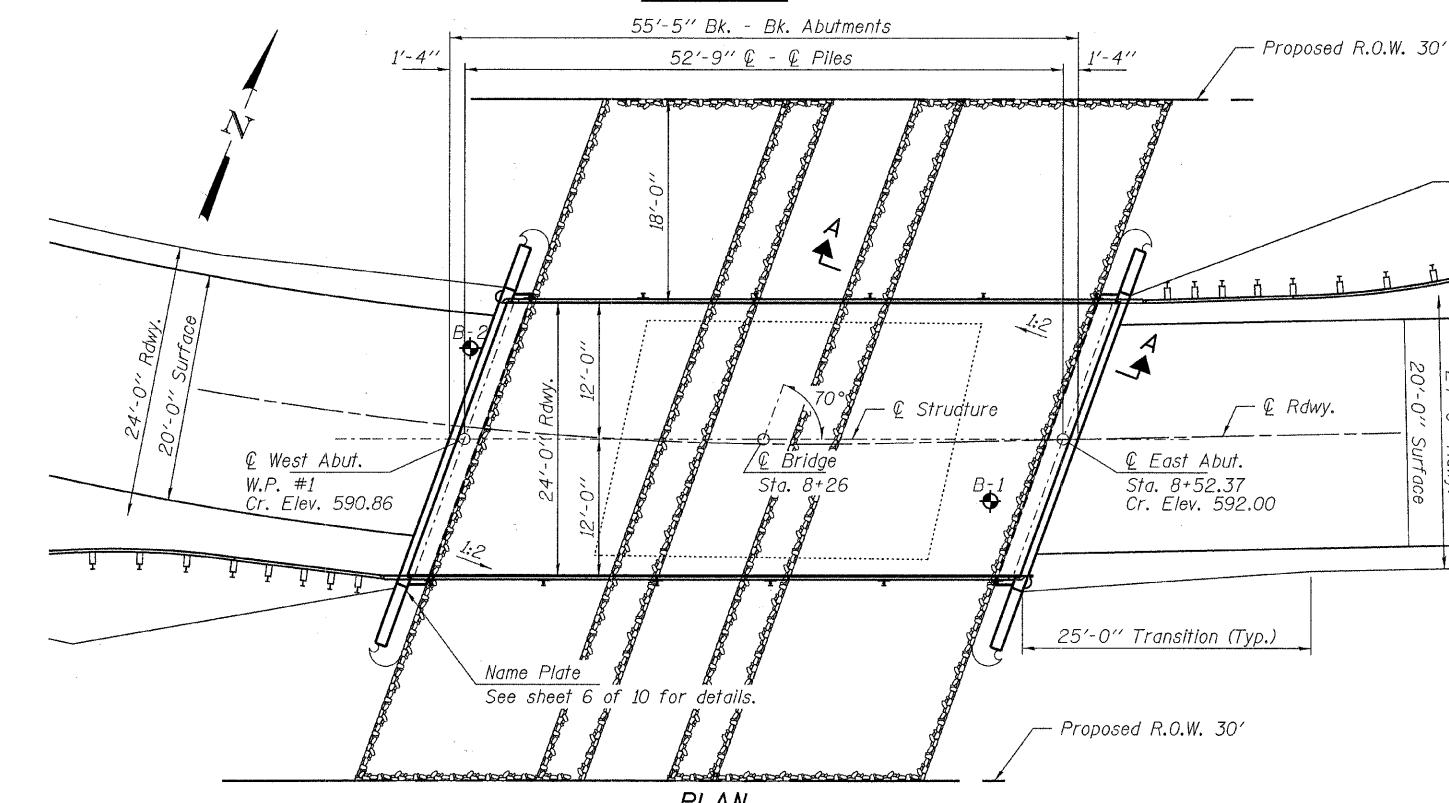 55'-5" Bk. - Bk. Abutments
1'-4"
52'-9" ℄ - ℄ Piles
1'-4"
Proposed R.O.W. 30'
N
18'-0"
A
1:2
B-2
24'-0" Rdwy.
20'-0" Surface
12'-0"
24'-0" Rdwy.
70°
℄ Structure
A
℄ Rdwy.
20'-0" Surface
℄ West Abut.
W.P. #1
Cr. Elev. 590.86
℄ Bridge
Sta. 8+26
B-1
℄ East Abut.
Sta. 8+52.37
Cr. Elev. 592.00
12'-0"
1:2
25'-0" Transition (Typ.)
Name Plate
See sheet 6 of 10 for details.
Proposed R.O.W. 30'
PLAN